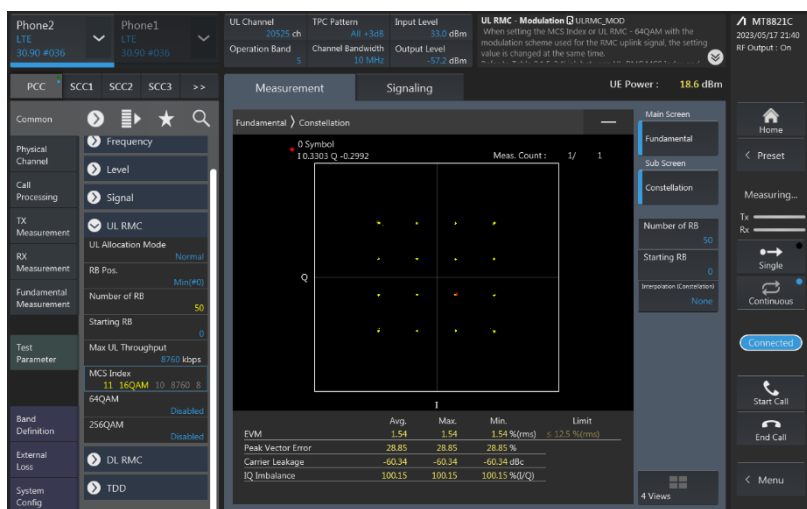 Phone2
LTE
30.90 #036
Phone1
LTE
30.90 #036
UL Channel
20525 ch
TPC Pattern
All +3dB
Input Level
33.0 dBm
Operation Band
5
Channel Bandwidth
10 MHz
Output Level
-57.2 dBm
UL RMC - Modulation ULRMC_MOD
When setting the MCS Index or UL RMC - 64QAM with the
modulation scheme used for the RMC uplink signal, the setting
value is changed at the same time.
MT8821C
2023/05/17 21:40
RF Output : On
PCC
SCC1
SCC2
SCC3
>>
Measurement
Signaling
UE Power : 18.6 dBm
Common
Physical
Channel
Call
Processing
TX
Measurement
RX
Measurement
Fundamental
Measurement
Test
Parameter
Band
Definition
External
Loss
System
Config
Frequency
Level
Signal
UL RMC
UL Allocation Mode
Normal
RB Pos.
Min(#0)
Number of RB
50
Starting RB
0
Max UL Throughput
8760 kbps
MCS Index
11 16QAM 10 8760 8
64QAM
Disabled
256QAM
Disabled
DL RMC
TDD
Fundamental Constellation
0 Symbol
I 0.3303 Q -0.2992
Meas. Count : 1/ 1
Q
I
Avg. Max. Min. Limit
EVM 1.54 1.54 1.54 %(rms) ≤ 12.5 %(rms)
Peak Vector Error 28.85 28.85 28.85 %
Carrier Leakage -60.34 -60.34 -60.34 dBc
IQ Imbalance 100.15 100.15 100.15 %(I/Q)
Main Screen
Fundamental
Sub Screen
Constellation
Number of RB
50
Starting RB
0
Interpolation (Constellation)
None
4 Views
Home
Preset
Measuring...
Tx
Rx
Single
Continuous
Connected
Start Call
End Call
Menu